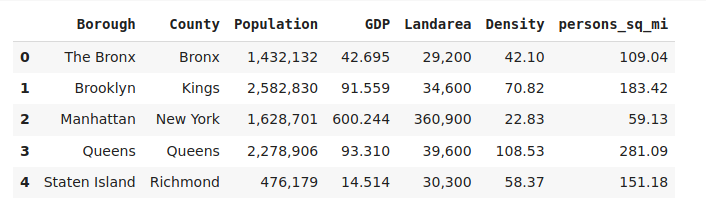 Borough County Population GDP Landarea Density persons_sq_mi
0 The Bronx Bronx 1,432,132 42.695 29,200 42.10 109.04
1 Brooklyn Kings 2,582,830 91.559 34,600 70.82 183.42
2 Manhattan New York 1,628,701 600.244 360,900 22.83 59.13
3 Queens Queens 2,278,906 93.310 39,600 108.53 281.09
4 Staten Island Richmond 476,179 14.514 30,300 58.37 151.18